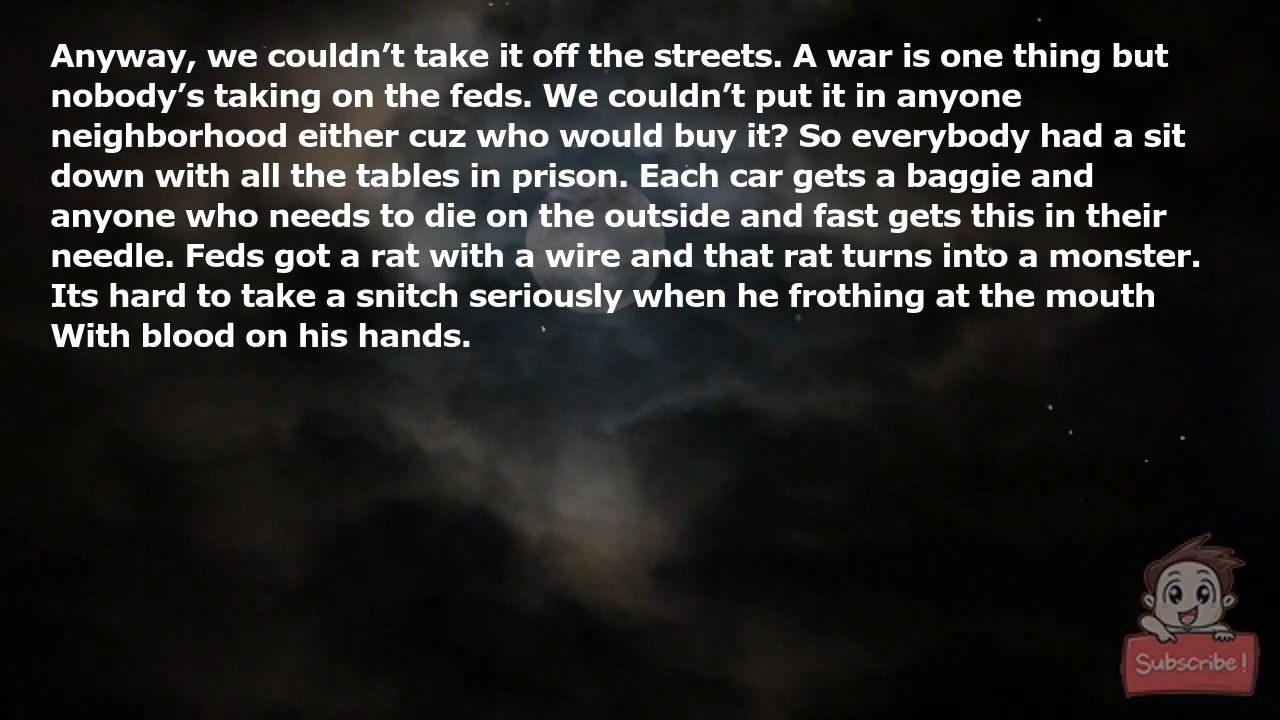 Anyway, we couldn’t take it off the streets. A war is one thing but
nobody’s taking on the feds. We couldn’t put it in anyone
neighborhood either cuz who would buy it? So everybody had a sit
down with all the tables in prison. Each car gets a baggie and
anyone who needs to die on the outside and fast gets this in their
needle. Feds got a rat with a wire and that rat turns into a monster.
Its hard to take a snitch seriously when he frothing at the mouth
With blood on his hands.
Subscribe!